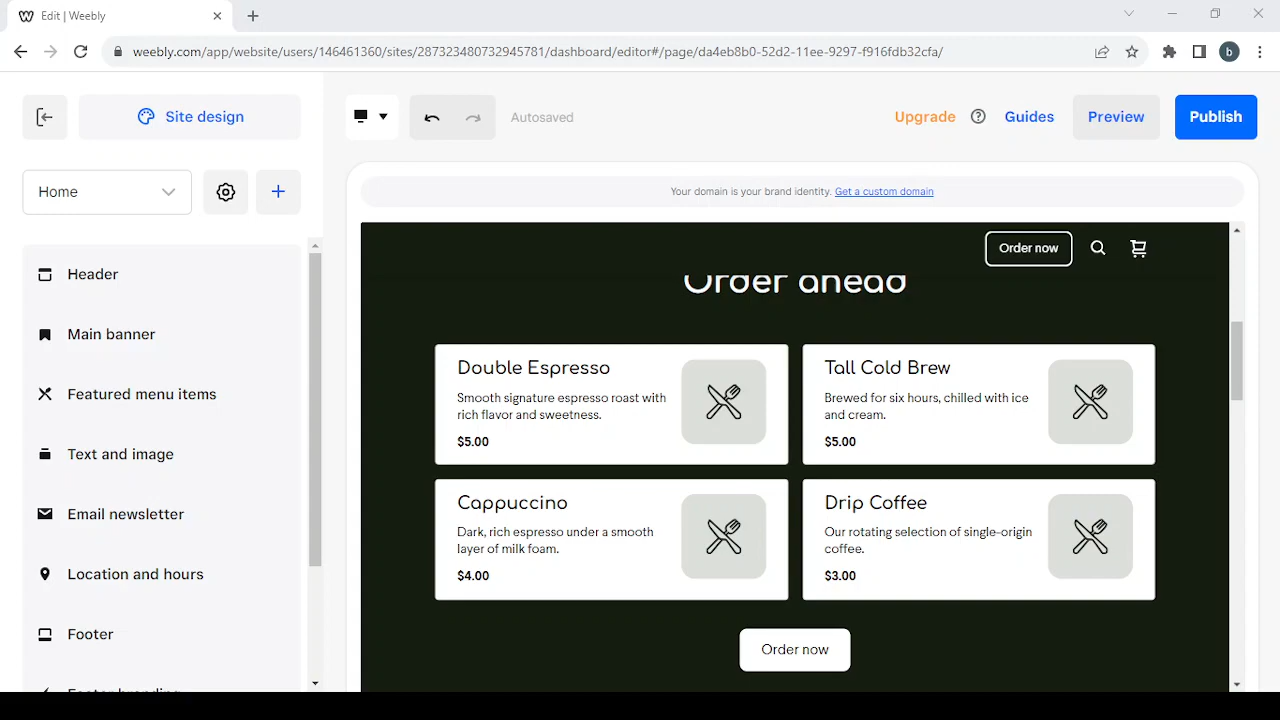 Edit | Weebly
weebly.com/app/website/users/146461360/sites/287323480732945781/dashboard/editor#/page/da4eb8b0-52d2-11ee-9297-f916fdb32cfa/
b
Site design
Autosaved
Upgrade
Guides
Preview
Publish
Home
Your domain is your brand identity. Get a custom domain
Header
Main banner
Featured menu items
Text and image
Email newsletter
Location and hours
Footer
Footer branding
Order now
Order ahead
Double Espresso
Smooth signature espresso roast with
rich flavor and sweetness.
$5.00
Tall Cold Brew
Brewed for six hours, chilled with ice
and cream.
$5.00
Cappuccino
Dark, rich espresso under a smooth
layer of milk foam.
$4.00
Drip Coffee
Our rotating selection of single-origin
coffee.
$3.00
Order now